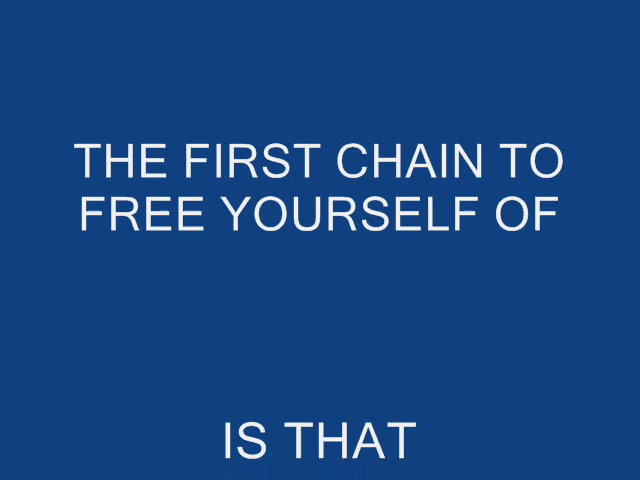 THE FIRST CHAIN TO
FREE YOURSELF OF
IS THAT